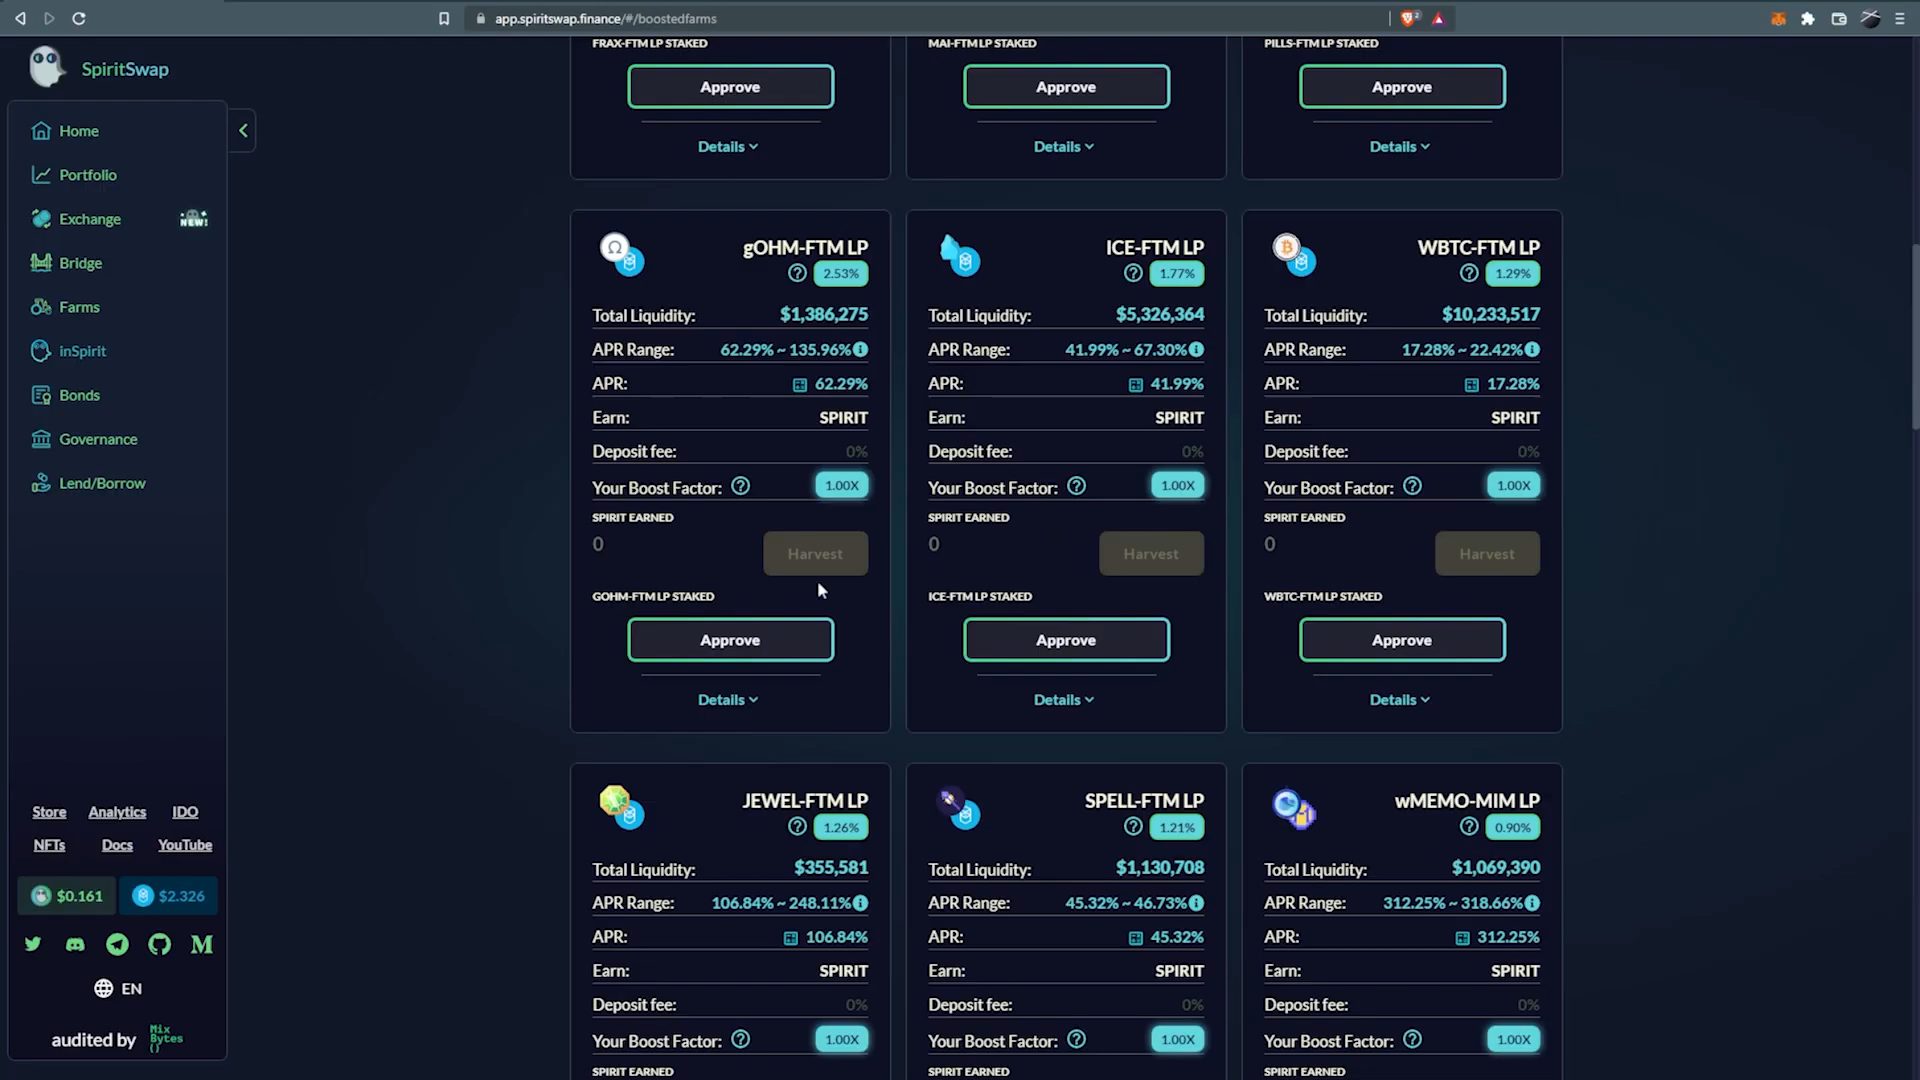 app.spiritswap.finance/#/boostedfarms
2
SpiritSwap
Home
Portfolio
Exchange
NEW!
Bridge
Farms
inSpirit
Bonds
Governance
Lend/Borrow
Store Analytics IDO
NFTs Docs YouTube
$0.161 $2.326
EN
audited by Mix Bytes {}
FRAX-FTM LP STAKED
Approve
Details
MAI-FTM LP STAKED
Approve
Details
PILLS-FTM LP STAKED
Approve
Details
gOHM-FTM LP
2.53%
Total Liquidity: $1,386,275
APR Range: 62.29% ~ 135.96%
APR: 62.29%
Earn: SPIRIT
Deposit fee: 0%
Your Boost Factor: 1.00X
SPIRIT EARNED
0
Harvest
GOHM-FTM LP STAKED
Approve
Details
ICE-FTM LP
1.77%
Total Liquidity: $5,326,364
APR Range: 41.99% ~ 67.30%
APR: 41.99%
Earn: SPIRIT
Deposit fee: 0%
Your Boost Factor: 1.00X
SPIRIT EARNED
0
Harvest
ICE-FTM LP STAKED
Approve
Details
WBTC-FTM LP
1.29%
Total Liquidity: $10,233,517
APR Range: 17.28% ~ 22.42%
APR: 17.28%
Earn: SPIRIT
Deposit fee: 0%
Your Boost Factor: 1.00X
SPIRIT EARNED
0
Harvest
WBTC-FTM LP STAKED
Approve
Details
JEWEL-FTM LP
1.26%
Total Liquidity: $355,581
APR Range: 106.84% ~ 248.11%
APR: 106.84%
Earn: SPIRIT
Deposit fee: 0%
Your Boost Factor: 1.00X
SPIRIT EARNED
SPELL-FTM LP
1.21%
Total Liquidity: $1,130,708
APR Range: 45.32% ~ 46.73%
APR: 45.32%
Earn: SPIRIT
Deposit fee: 0%
Your Boost Factor: 1.00X
SPIRIT EARNED
wMEMO-MIM LP
0.90%
Total Liquidity: $1,069,390
APR Range: 312.25% ~ 318.66%
APR: 312.25%
Earn: SPIRIT
Deposit fee: 0%
Your Boost Factor: 1.00X
SPIRIT EARNED